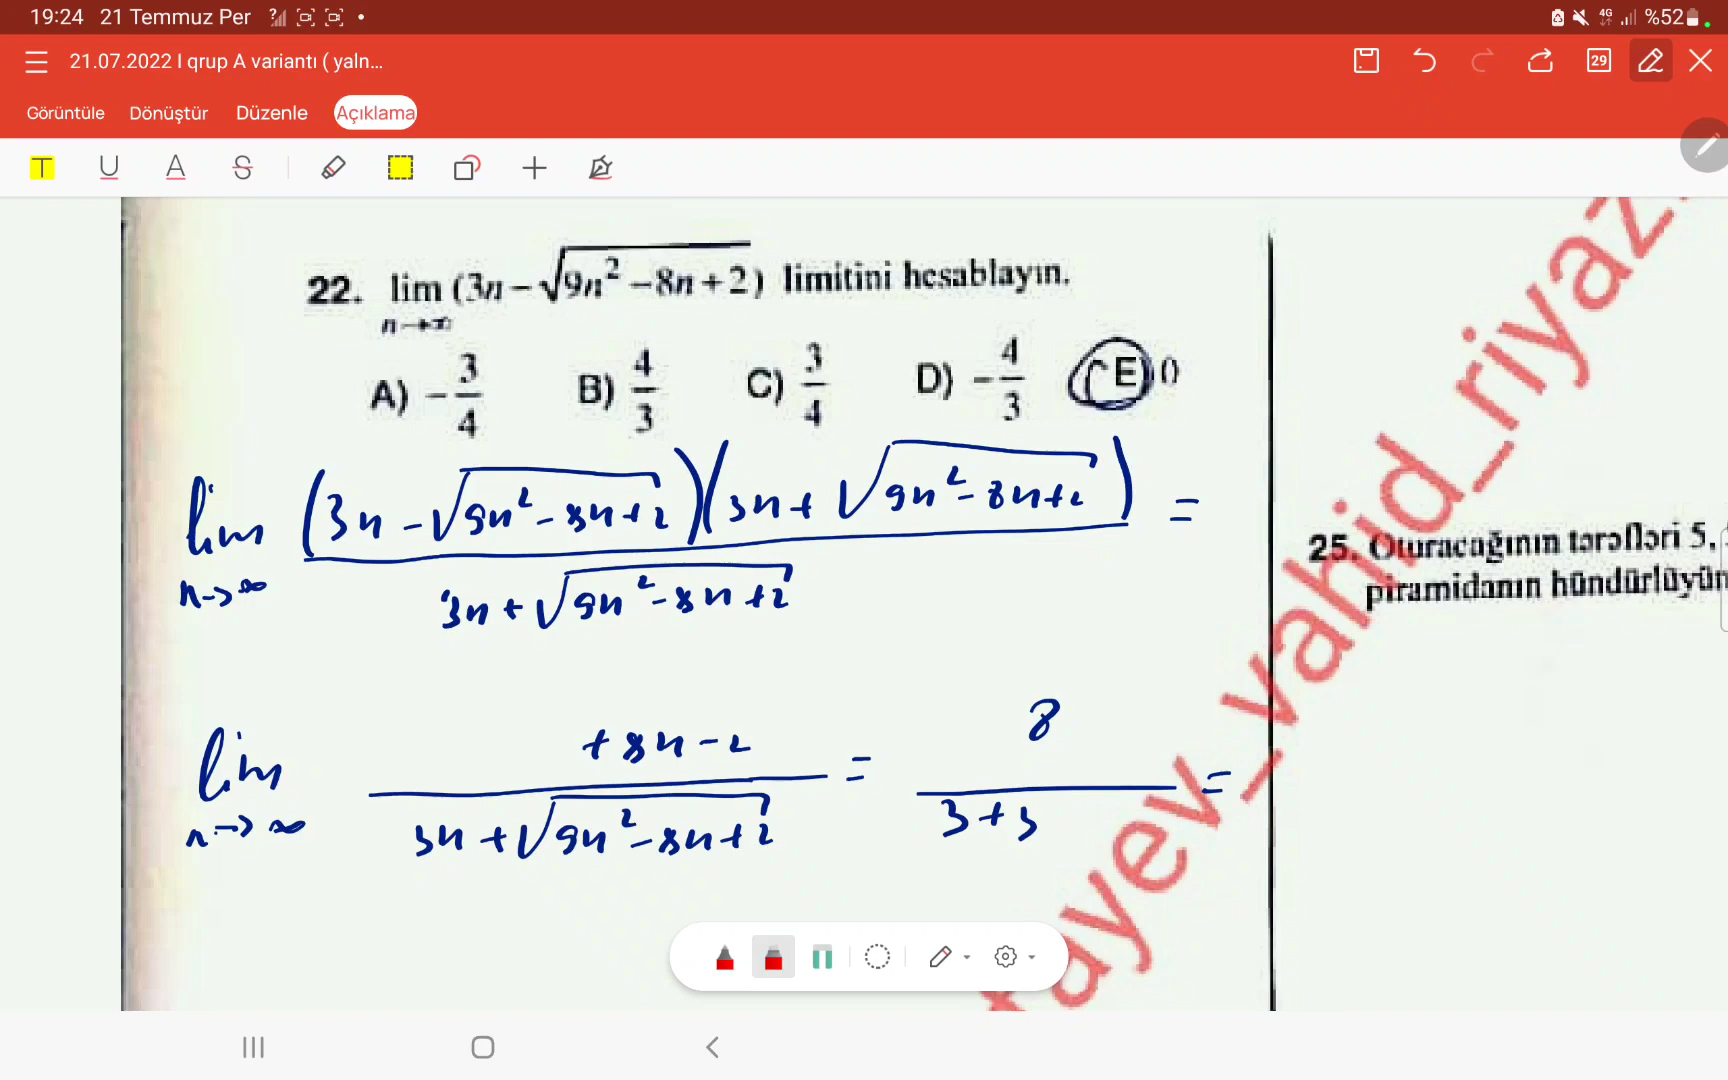 19:24 21 Temmuz Per 4G %52
21.07.2022 I qrup A variantı ( yaln... 29
Görüntüle Dönüştür Düzenle Açıklama
T U A S
22. lim (3n − √9n² − 8n + 2) limitini hesablayın.
n→∞
A) −3/4 B) 4/3 C) 3/4 D) −4/3 E) 0
lim (3n − √9n² − 8n + 2)(3n + √9n² − 8n + 2) =
n→∞ 3n + √9n² − 8n + 2
lim +8n − 2 = 8 =
n→∞ 3n + √9n² − 8n + 2 3 + 3
25. Oturacağının tərəfləri 5,
piramidanın hündürlüyün
tayev_vahid_riyaz